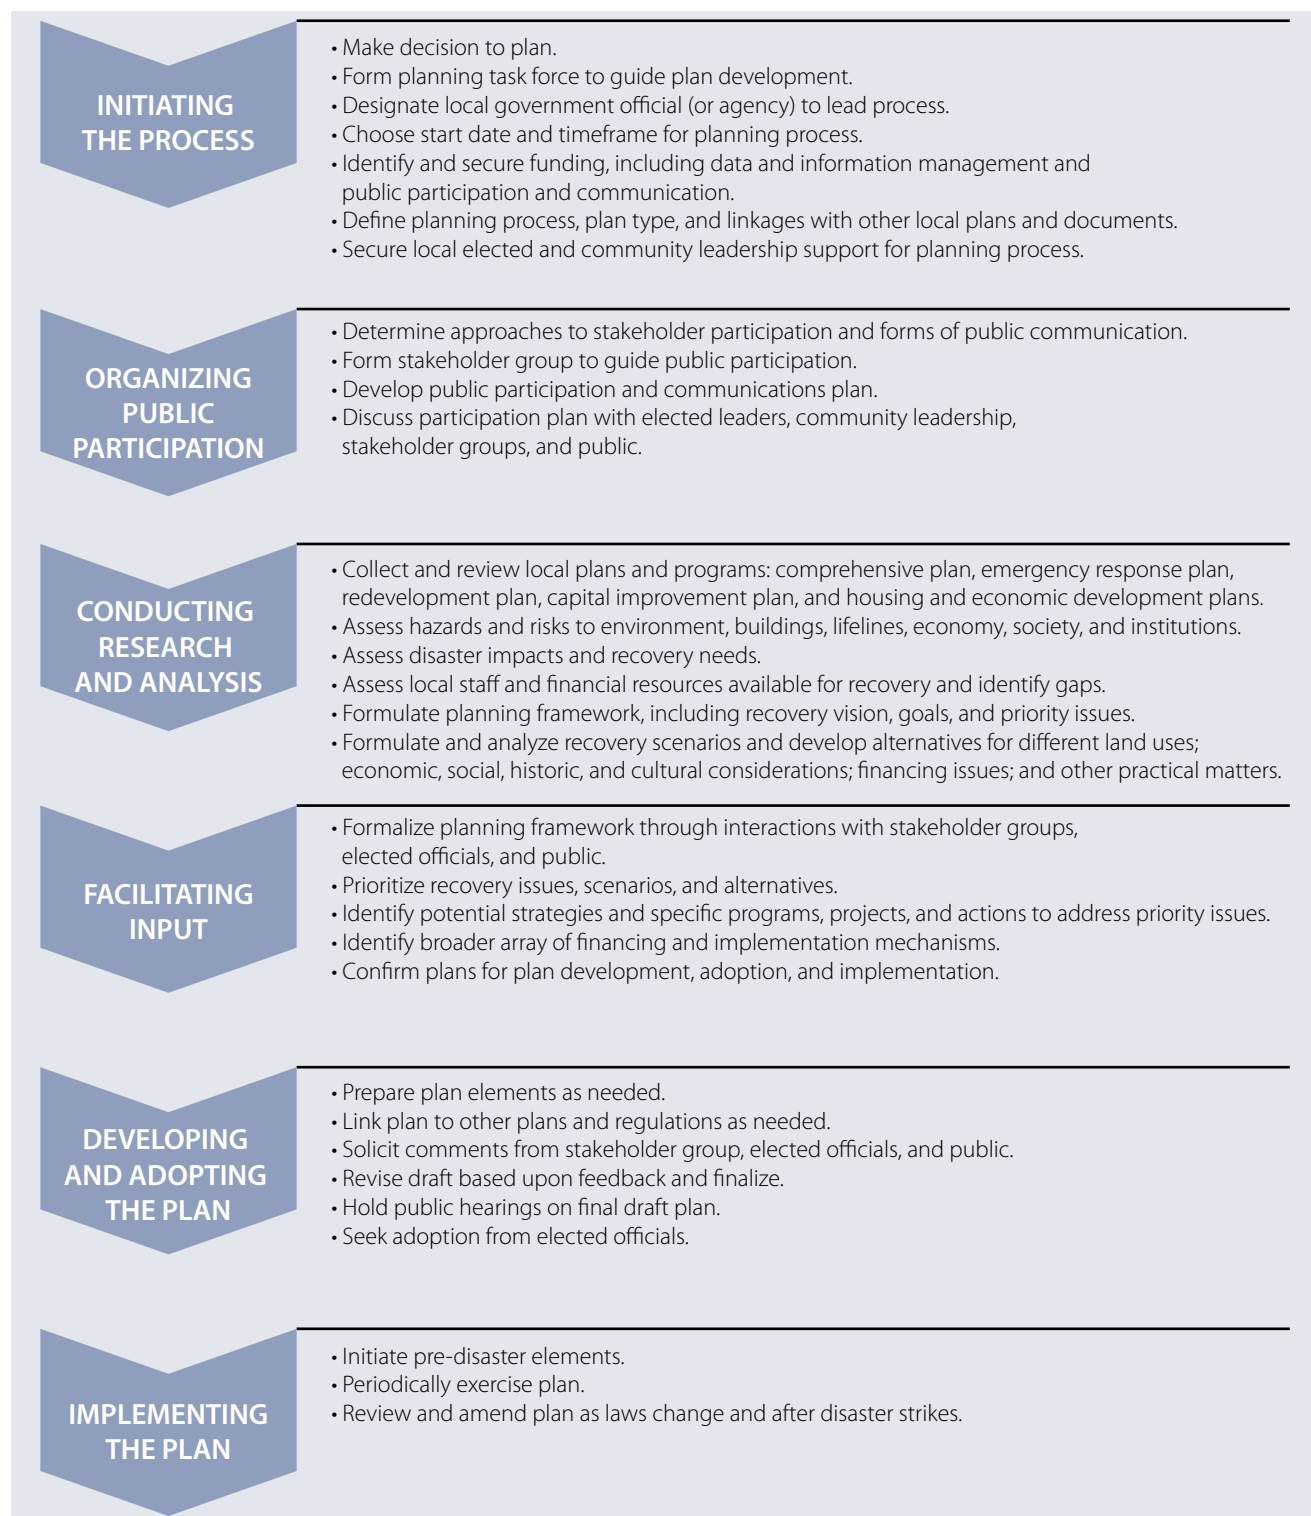 INITIATING
THE PROCESS
• Make decision to plan.
• Form planning task force to guide plan development.
• Designate local government official (or agency) to lead process.
• Choose start date and timeframe for planning process.
• Identify and secure funding, including data and information management and
public participation and communication.
• Define planning process, plan type, and linkages with other local plans and documents.
• Secure local elected and community leadership support for planning process.
ORGANIZING
PUBLIC
PARTICIPATION
• Determine approaches to stakeholder participation and forms of public communication.
• Form stakeholder group to guide public participation.
• Develop public participation and communications plan.
• Discuss participation plan with elected leaders, community leadership,
stakeholder groups, and public.
CONDUCTING
RESEARCH
AND ANALYSIS
• Collect and review local plans and programs: comprehensive plan, emergency response plan,
redevelopment plan, capital improvement plan, and housing and economic development plans.
• Assess hazards and risks to environment, buildings, lifelines, economy, society, and institutions.
• Assess disaster impacts and recovery needs.
• Assess local staff and financial resources available for recovery and identify gaps.
• Formulate planning framework, including recovery vision, goals, and priority issues.
• Formulate and analyze recovery scenarios and develop alternatives for different land uses;
economic, social, historic, and cultural considerations; financing issues; and other practical matters.
FACILITATING
INPUT
• Formalize planning framework through interactions with stakeholder groups,
elected officials, and public.
• Prioritize recovery issues, scenarios, and alternatives.
• Identify potential strategies and specific programs, projects, and actions to address priority issues.
• Identify broader array of financing and implementation mechanisms.
• Confirm plans for plan development, adoption, and implementation.
DEVELOPING
AND ADOPTING
THE PLAN
• Prepare plan elements as needed.
• Link plan to other plans and regulations as needed.
• Solicit comments from stakeholder group, elected officials, and public.
• Revise draft based upon feedback and finalize.
• Hold public hearings on final draft plan.
• Seek adoption from elected officials.
IMPLEMENTING
THE PLAN
• Initiate pre-disaster elements.
• Periodically exercise plan.
• Review and amend plan as laws change and after disaster strikes.